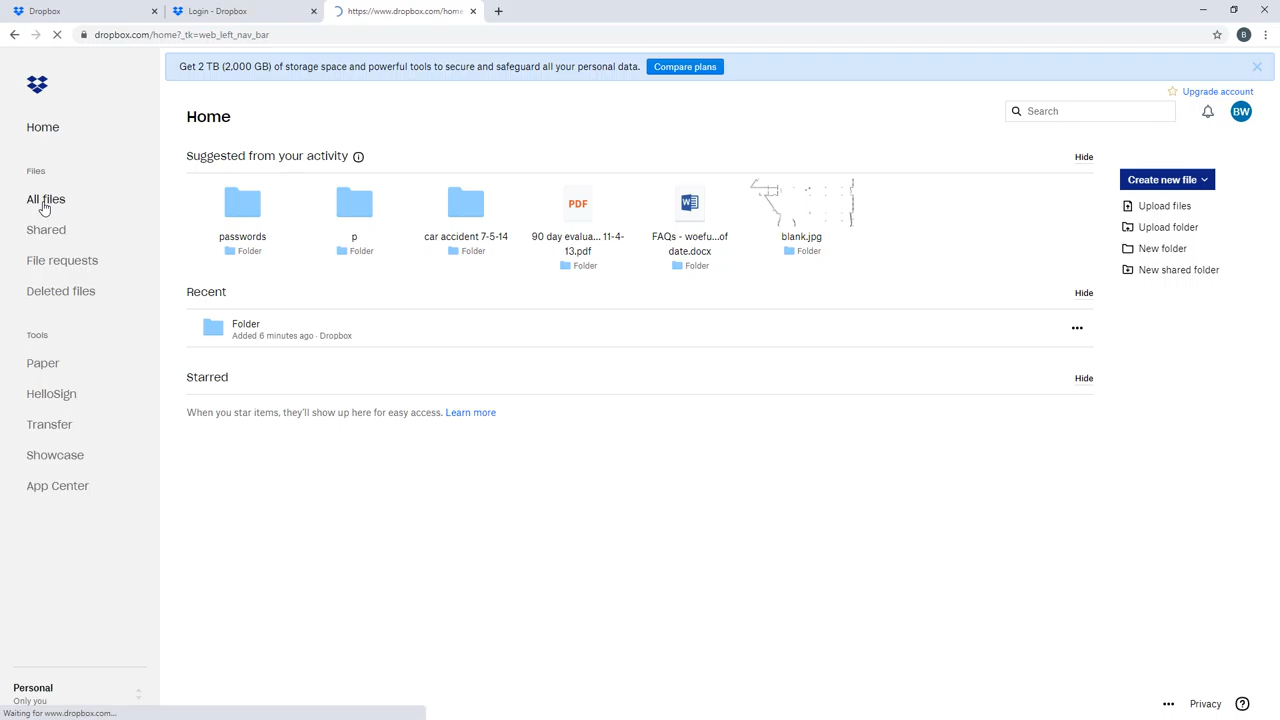 Dropbox
Login - Dropbox
https://www.dropbox.com/home
dropbox.com/home?_tk=web_left_nav_bar
B
Get 2 TB (2,000 GB) of storage space and powerful tools to secure and safeguard all your personal data. Compare plans
Upgrade account
Home
Search
BW
Home
Suggested from your activity
Hide
Files
All files
Shared
File requests
Deleted files
Tools
Paper
HelloSign
Transfer
Showcase
App Center
passwords
Folder
p
Folder
car accident 7-5-14
Folder
PDF
90 day evalua... 11-4-
13.pdf
Folder
W
FAQs - woefu...of
date.docx
Folder
blank.jpg
Folder
Create new file
Upload files
Upload folder
New folder
New shared folder
Recent
Hide
Folder
Added 6 minutes ago · Dropbox
Starred
Hide
When you star items, they'll show up here for easy access. Learn more
Personal
Only you
Waiting for www.dropbox.com...
Privacy